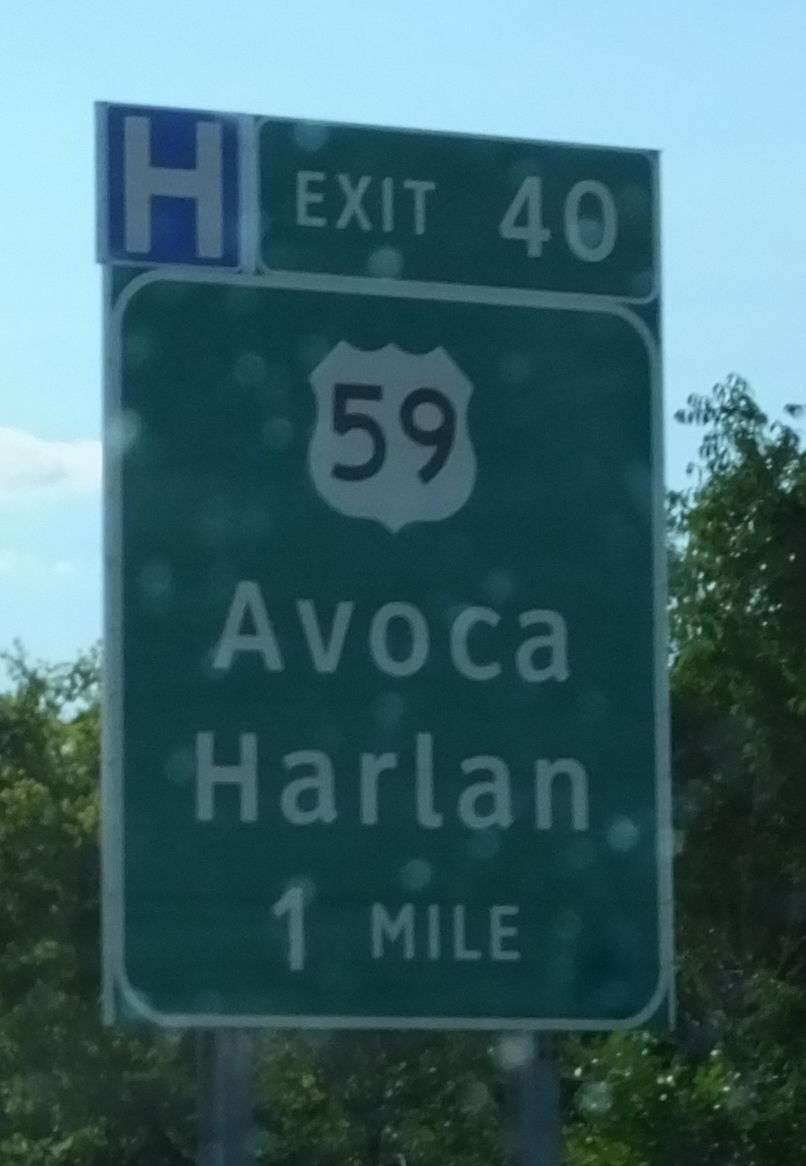 H EXIT 40
59
Avoca
Harlan
1 MILE